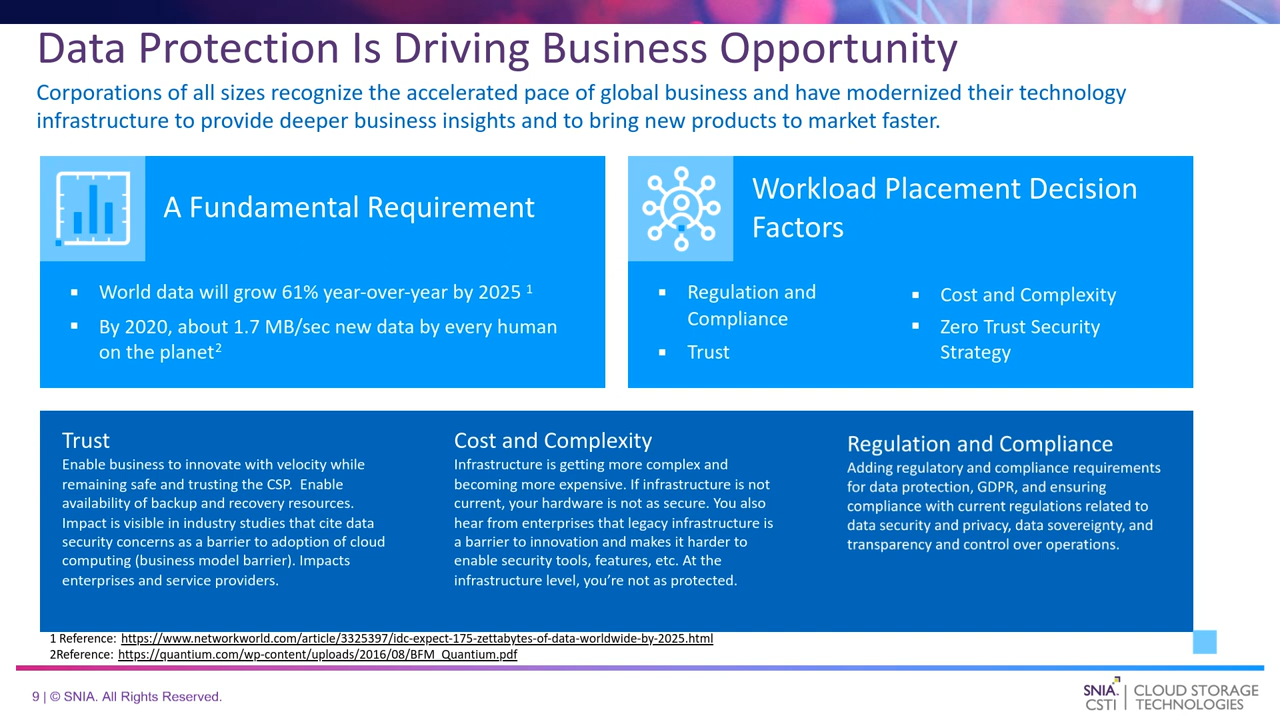 Data Protection Is Driving Business Opportunity
Corporations of all sizes recognize the accelerated pace of global business and have modernized their technology
infrastructure to provide deeper business insights and to bring new products to market faster.
A Fundamental Requirement
▪ World data will grow 61% year-over-year by 2025 ¹
▪ By 2020, about 1.7 MB/sec new data by every human
on the planet²
Workload Placement Decision
Factors
▪ Regulation and
Compliance
▪ Trust
▪ Cost and Complexity
▪ Zero Trust Security
Strategy
Trust
Enable business to innovate with velocity while
remaining safe and trusting the CSP. Enable
availability of backup and recovery resources.
Impact is visible in industry studies that cite data
security concerns as a barrier to adoption of cloud
computing (business model barrier). Impacts
enterprises and service providers.
Cost and Complexity
Infrastructure is getting more complex and
becoming more expensive. If infrastructure is not
current, your hardware is not as secure. You also
hear from enterprises that legacy infrastructure is
a barrier to innovation and makes it harder to
enable security tools, features, etc. At the
infrastructure level, you’re not as protected.
Regulation and Compliance
Adding regulatory and compliance requirements
for data protection, GDPR, and ensuring
compliance with current regulations related to
data security and privacy, data sovereignty, and
transparency and control over operations.
1 Reference: https://www.networkworld.com/article/3325397/idc-expect-175-zettabytes-of-data-worldwide-by-2025.html
2Reference: https://quantium.com/wp-content/uploads/2016/08/BFM_Quantium.pdf
9 | © SNIA. All Rights Reserved.
SNIA.
CSTI
CLOUD STORAGE
TECHNOLOGIES